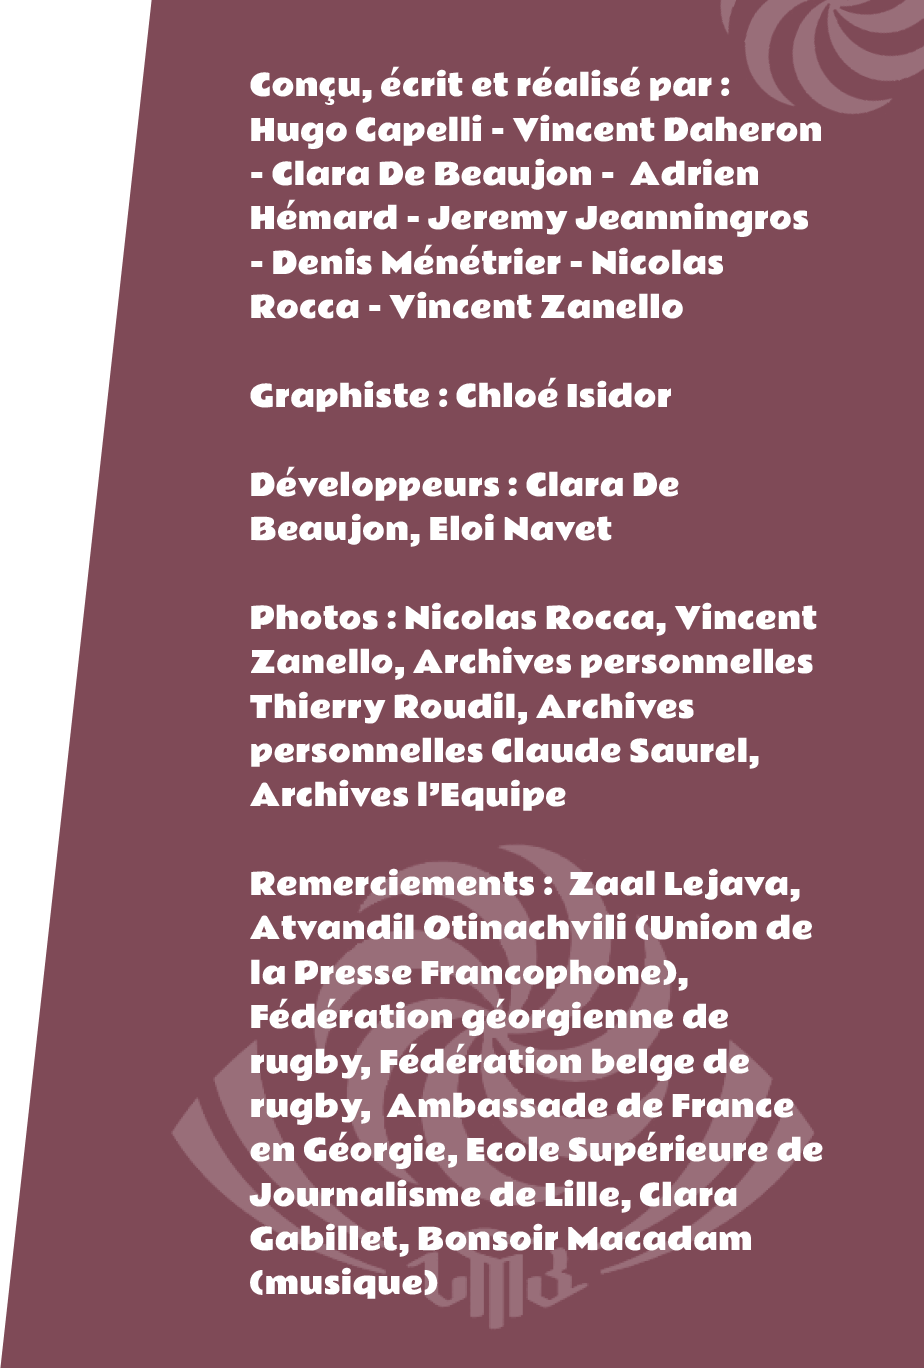 Conçu, écrit et réalisé par :
Hugo Capelli - Vincent Daheron
- Clara De Beaujon -  Adrien
Hémard - Jeremy Jeanningros
- Denis Ménétrier - Nicolas
Rocca - Vincent Zanello
Graphiste : Chloé Isidor
Développeurs : Clara De
Beaujon, Eloi Navet
Photos : Nicolas Rocca, Vincent
Zanello, Archives personnelles
Thierry Roudil, Archives
personnelles Claude Saurel,
Archives l’Equipe
Remerciements :  Zaal Lejava,
Atvandil Otinachvili (Union de
la Presse Francophone),
Fédération géorgienne de
rugby, Fédération belge de
rugby,  Ambassade de France
en Géorgie, Ecole Supérieure de
Journalisme de Lille, Clara
Gabillet, Bonsoir Macadam
(musique)